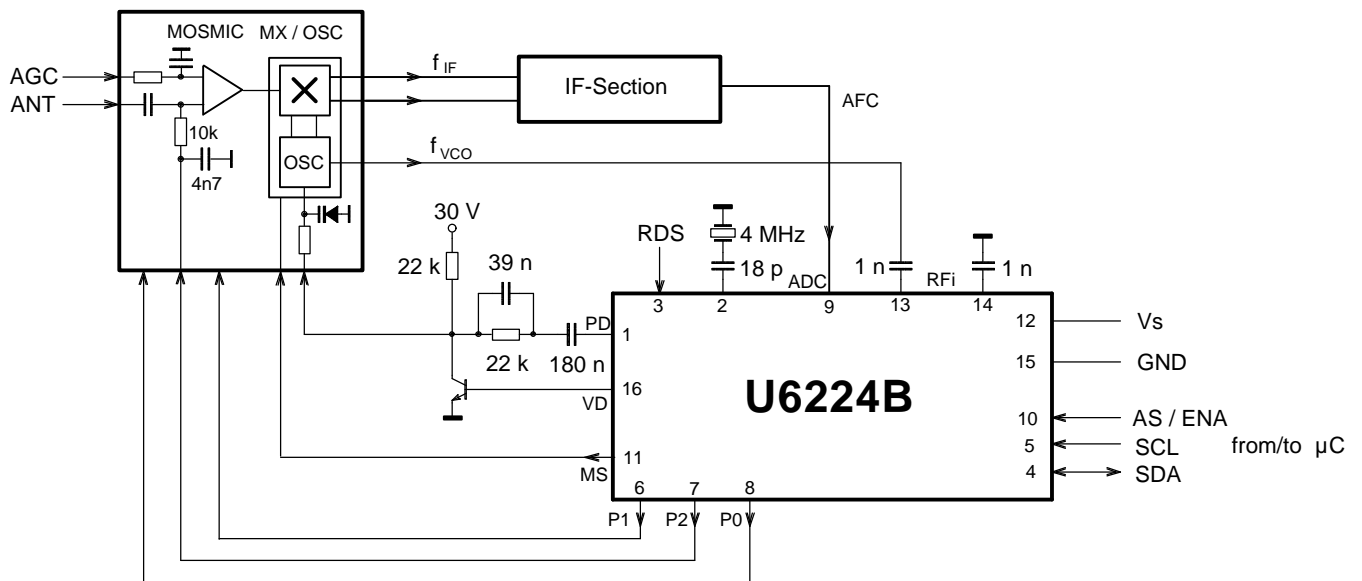 MOSMIC MX / OSC
AGC
ANT
10k
4n7
OSC
f IF
IF-Section
AFC
f VCO
30 V
22 k
39 n
22 k
180 n
RDS
4 MHz
18 p
ADC
1 n
RFi
1 n
3
2
9
13
14
PD
1
VD
16
MS
11
U6224B
12
Vs
15
GND
10
AS / ENA
5
SCL
from/to µC
4
SDA
6
7
8
P1
P2
P0